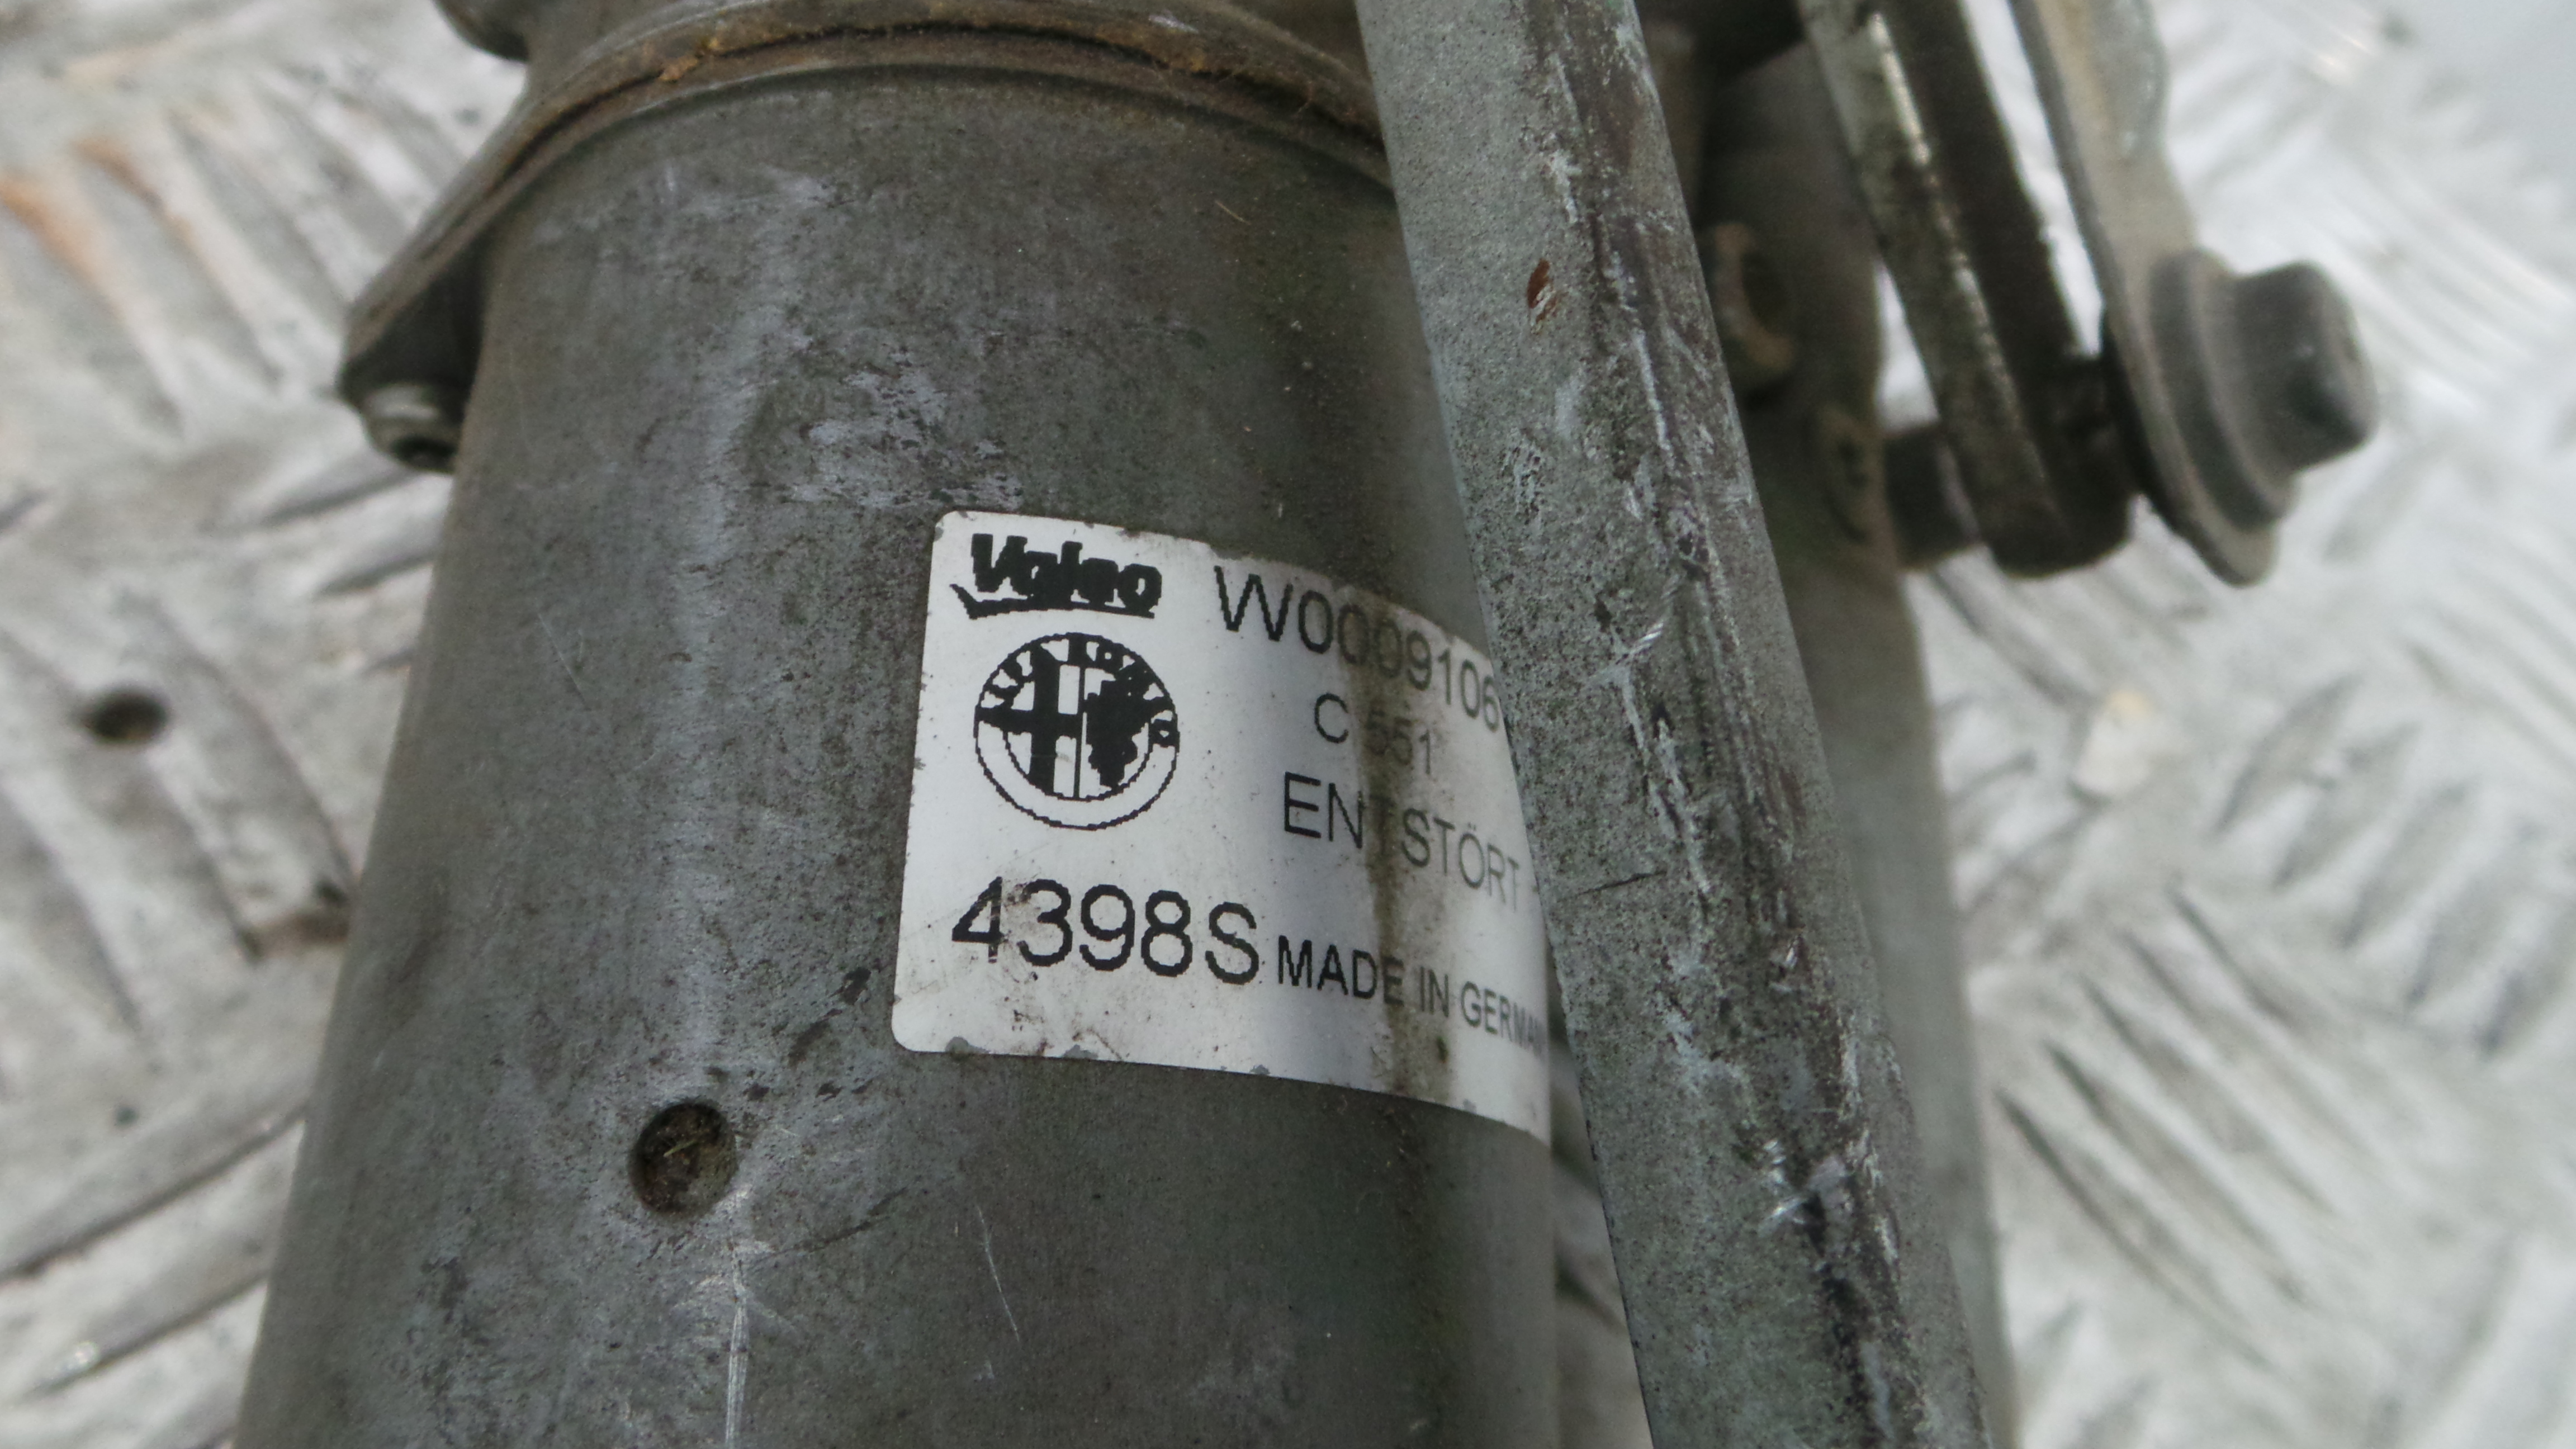 Valeo
W0009106
C 551
ENTSTÖRT
4398S MADE IN GERMAN